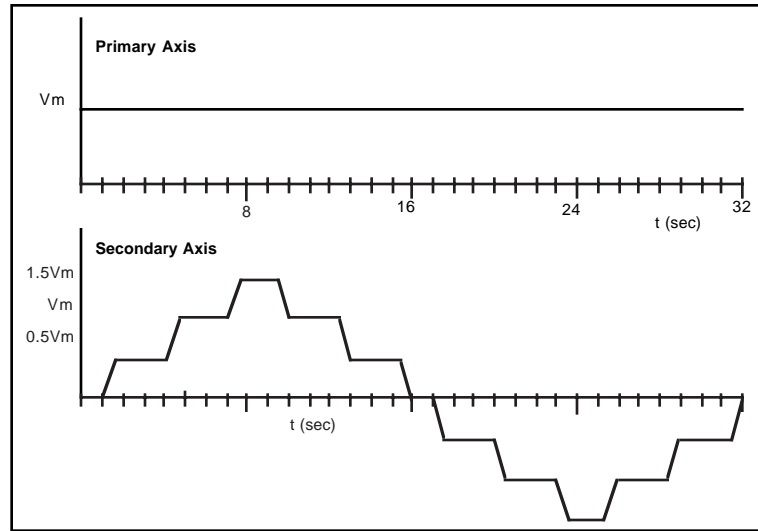 Primary Axis
Vm
8
16
24
32
t (sec)
Secondary Axis
1.5Vm
Vm
0.5Vm
t (sec)